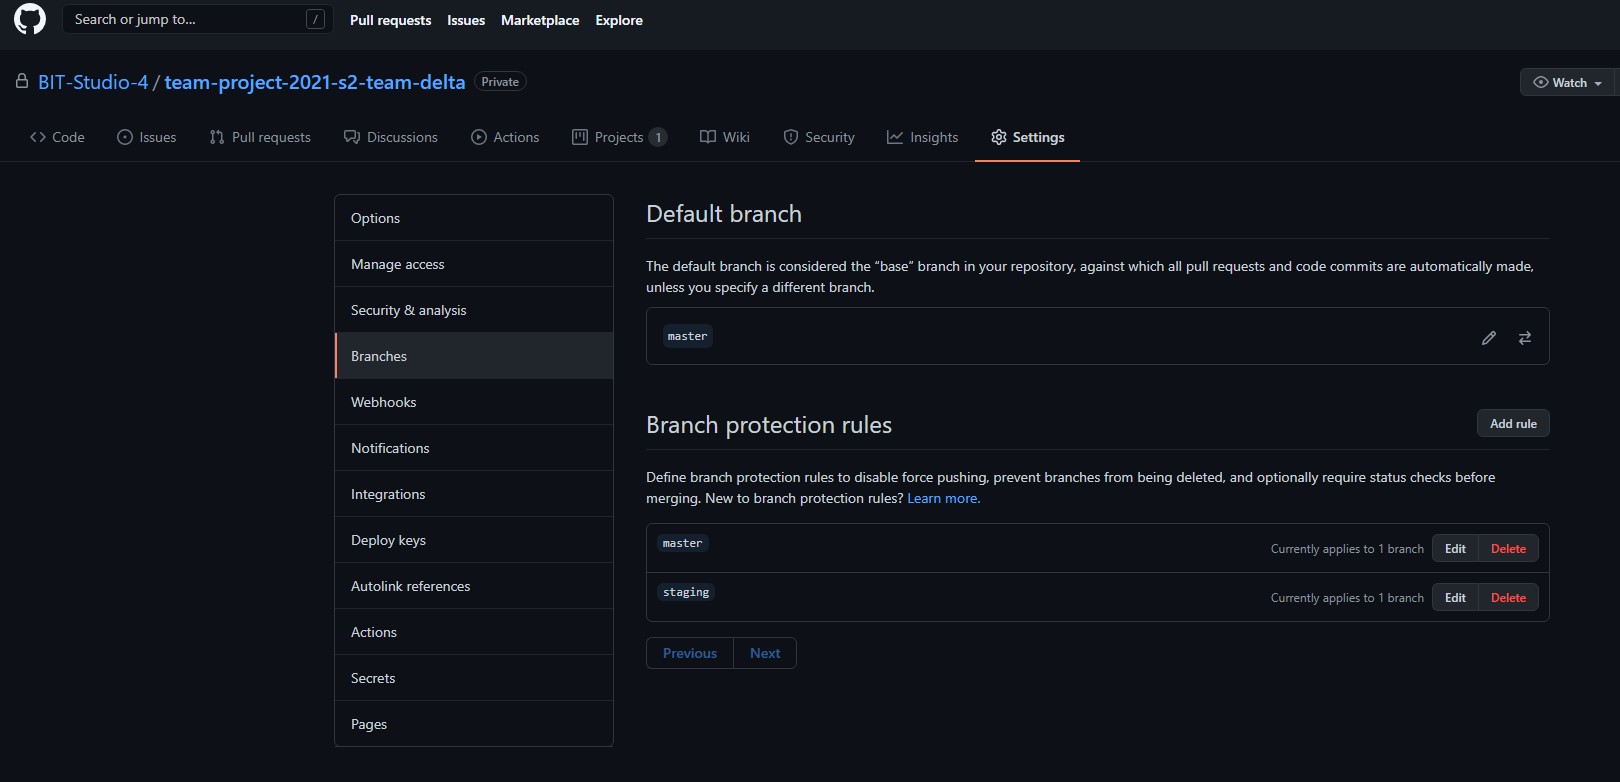 Search or jump to... /
Pull requests Issues Marketplace Explore
BIT-Studio-4 / team-project-2021-s2-team-delta Private
Watch
Code Issues Pull requests Discussions Actions Projects 1 Wiki Security Insights Settings
Options
Manage access
Security & analysis
Branches
Webhooks
Notifications
Integrations
Deploy keys
Autolink references
Actions
Secrets
Pages
Default branch
The default branch is considered the “base” branch in your repository, against which all pull requests and code commits are automatically made,
unless you specify a different branch.
master
Branch protection rules
Add rule
Define branch protection rules to disable force pushing, prevent branches from being deleted, and optionally require status checks before
merging. New to branch protection rules? Learn more.
master Currently applies to 1 branch Edit Delete
staging Currently applies to 1 branch Edit Delete
Previous Next